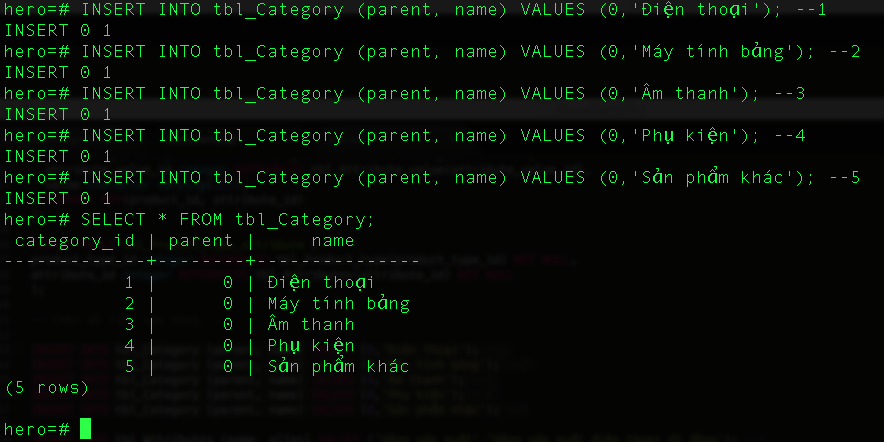 hero=# INSERT INTO tbl_Category (parent, name) VALUES (0,'Điện thoại'); --1
INSERT 0 1
hero=# INSERT INTO tbl_Category (parent, name) VALUES (0,'Máy tính bảng'); --2
INSERT 0 1
hero=# INSERT INTO tbl_Category (parent, name) VALUES (0,'Âm thanh'); --3
INSERT 0 1
hero=# INSERT INTO tbl_Category (parent, name) VALUES (0,'Phụ kiện'); --4
INSERT 0 1
hero=# INSERT INTO tbl_Category (parent, name) VALUES (0,'Sản phẩm khác'); --5
INSERT 0 1
hero=# SELECT * FROM tbl_Category;
 category_id | parent |     name
-------------+--------+---------------
           1 |      0 | Điện thoại
           2 |      0 | Máy tính bảng
           3 |      0 | Âm thanh
           4 |      0 | Phụ kiện
           5 |      0 | Sản phẩm khác
(5 rows)
hero=#